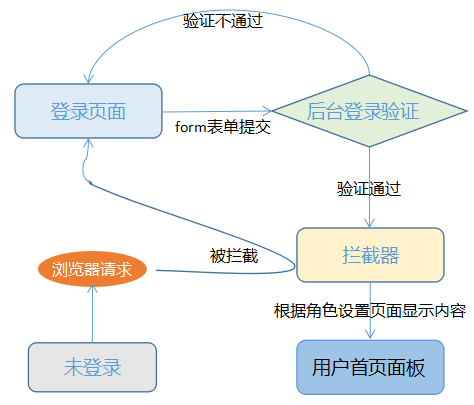 验证不通过
登录页面
后台登录验证
form表单提交
验证通过
被拦截
拦截器
浏览器请求
根据角色设置页面显示内容
未登录
用户首页面板